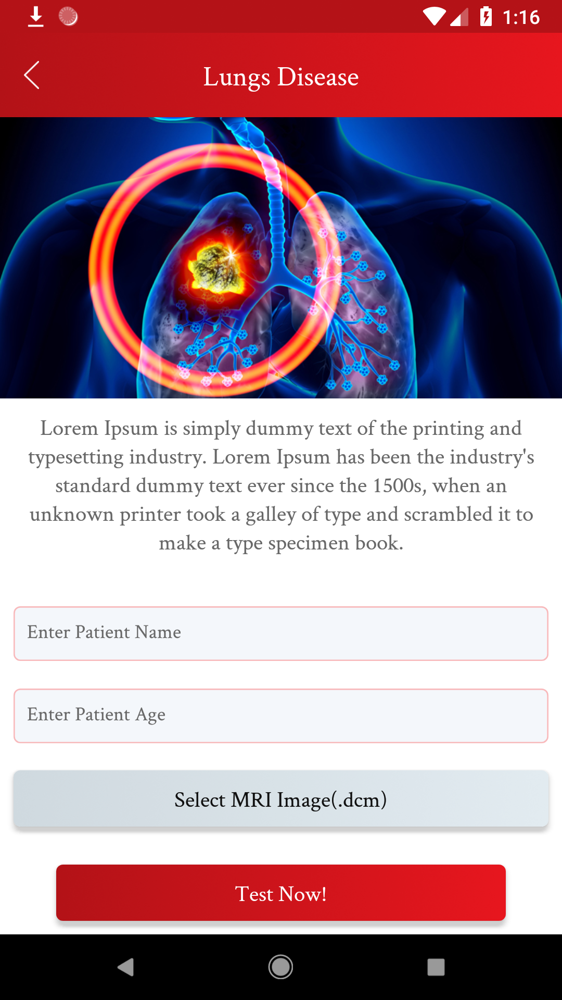 1:16
Lungs Disease
Lorem Ipsum is simply dummy text of the printing and
typesetting industry. Lorem Ipsum has been the industry's
standard dummy text ever since the 1500s, when an
unknown printer took a galley of type and scrambled it to
make a type specimen book.
Enter Patient Name
Enter Patient Age
Select MRI Image(.dcm)
Test Now!